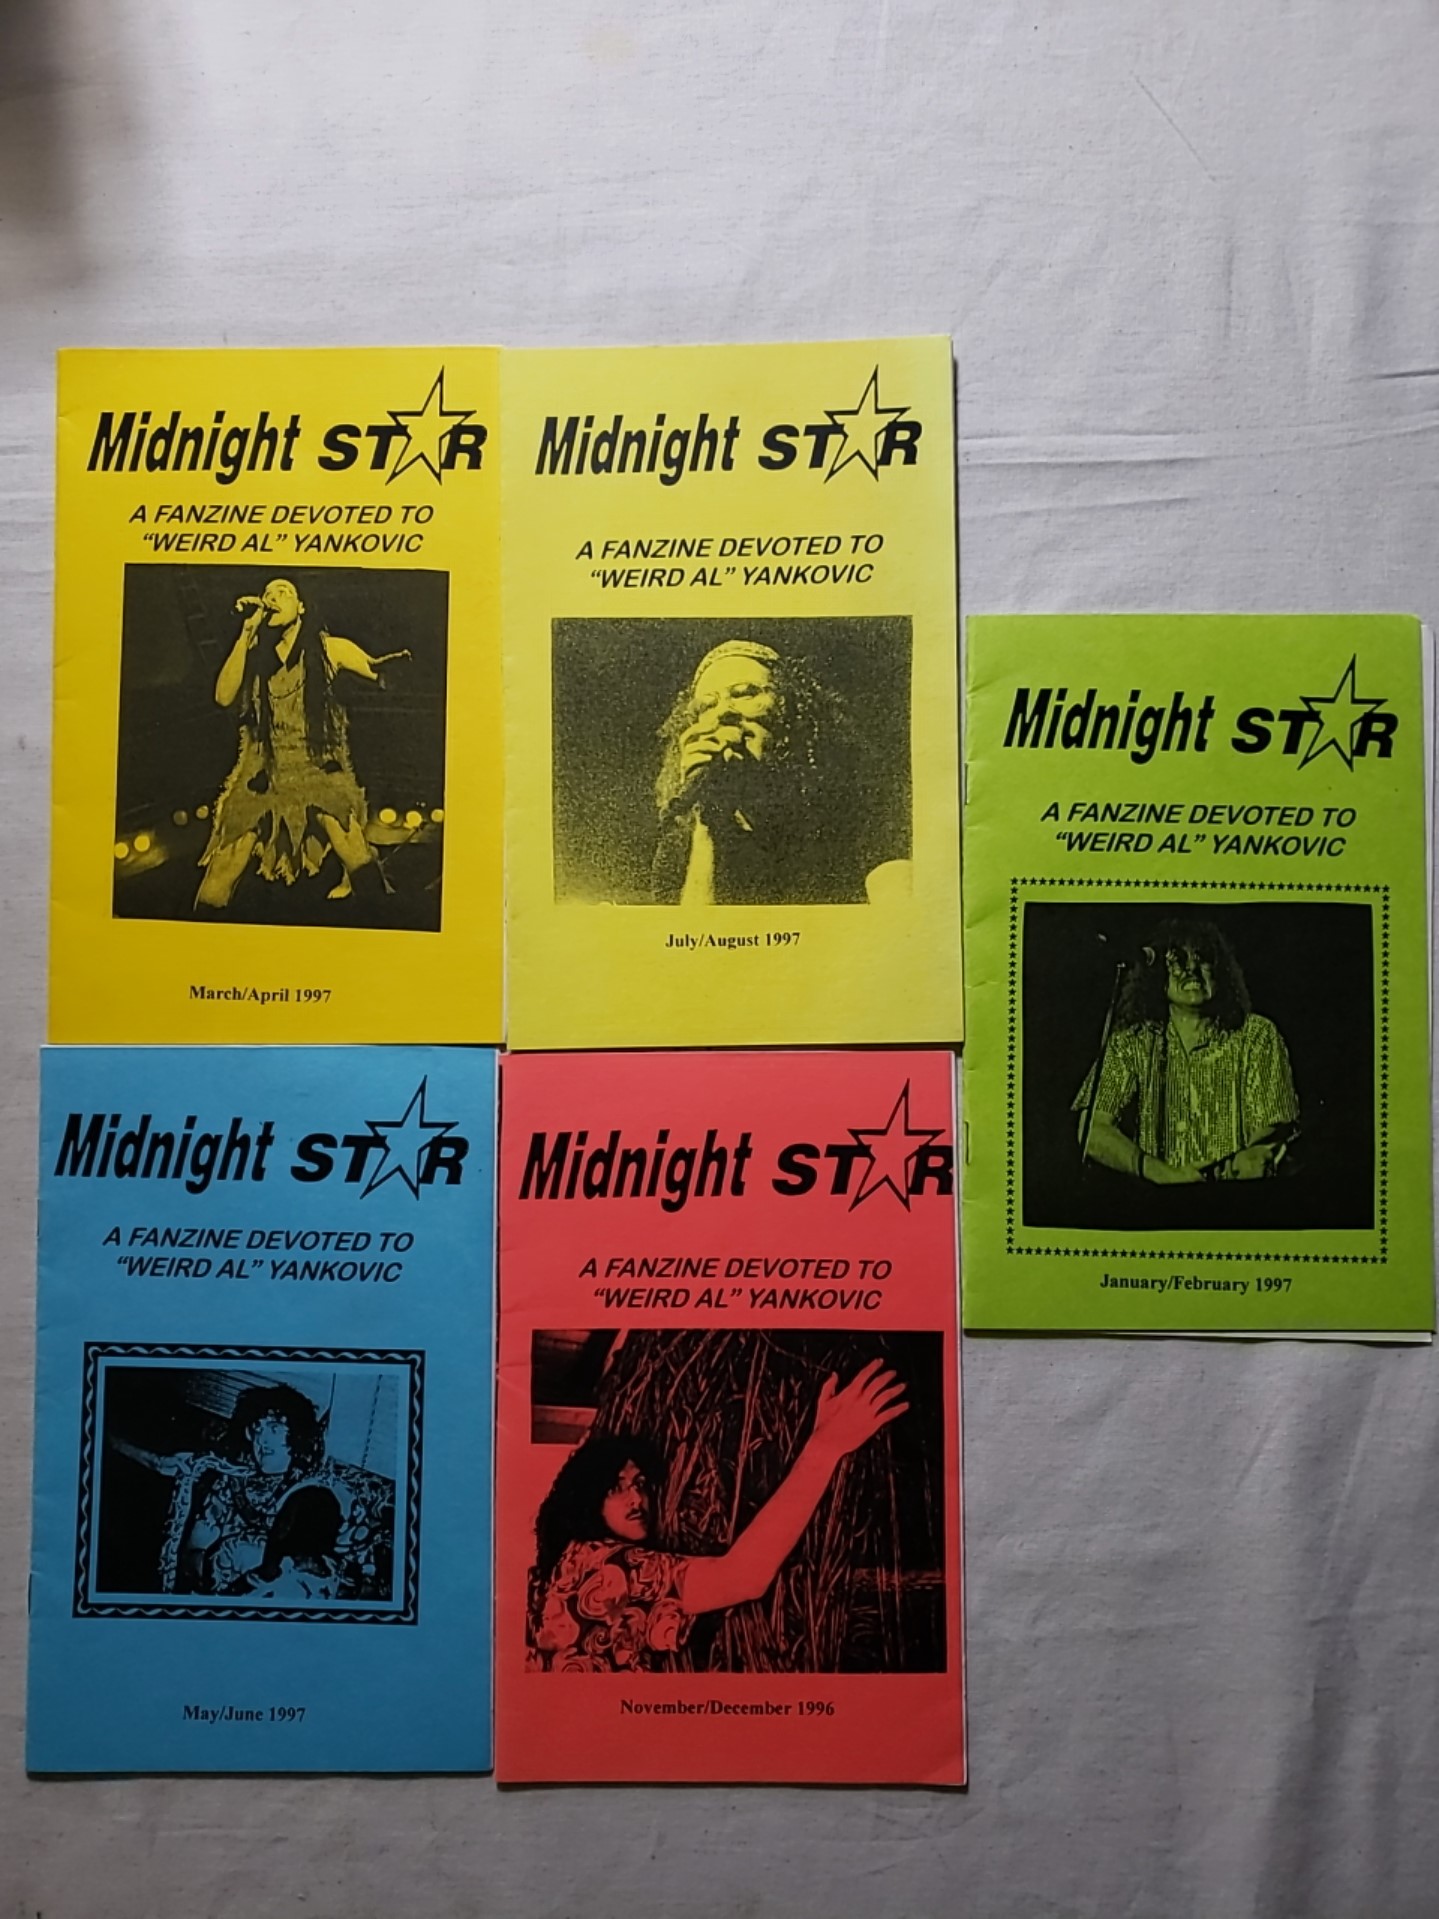 Midnight STAR
A FANZINE DEVOTED TO
“WEIRD AL” YANKOVIC
March/April 1997
Midnight STAR
A FANZINE DEVOTED TO
“WEIRD AL” YANKOVIC
July/August 1997
Midnight STAR
A FANZINE DEVOTED TO
“WEIRD AL” YANKOVIC
January/February 1997
Midnight STAR
A FANZINE DEVOTED TO
“WEIRD AL” YANKOVIC
May/June 1997
Midnight STAR
A FANZINE DEVOTED TO
“WEIRD AL” YANKOVIC
November/December 1996